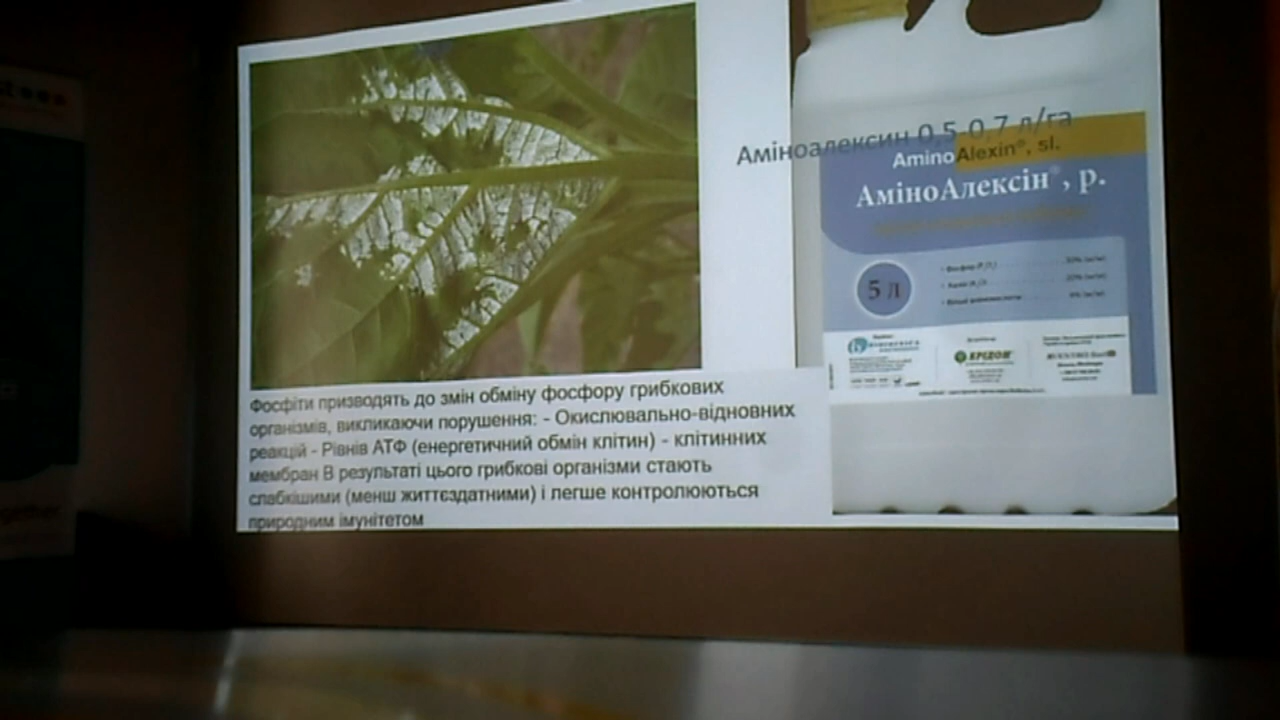 Аміноалексин 0,5-0,7 л/га
AminoAlexin®, sl.
АміноАлексін®, р.
5 Л
КРІДОН
Фосфіти призводять до змін обміну фосфору грибкових
організмів, викликаючи порушення: - Окислювально-відновних
реакцій - Рівнів АТФ (енергетичний обмін клітин) - клітинних
мембран В результаті цього грибкові організми стають
слабкішими (менш життєздатними) і легше контролюються
природним імунітетом